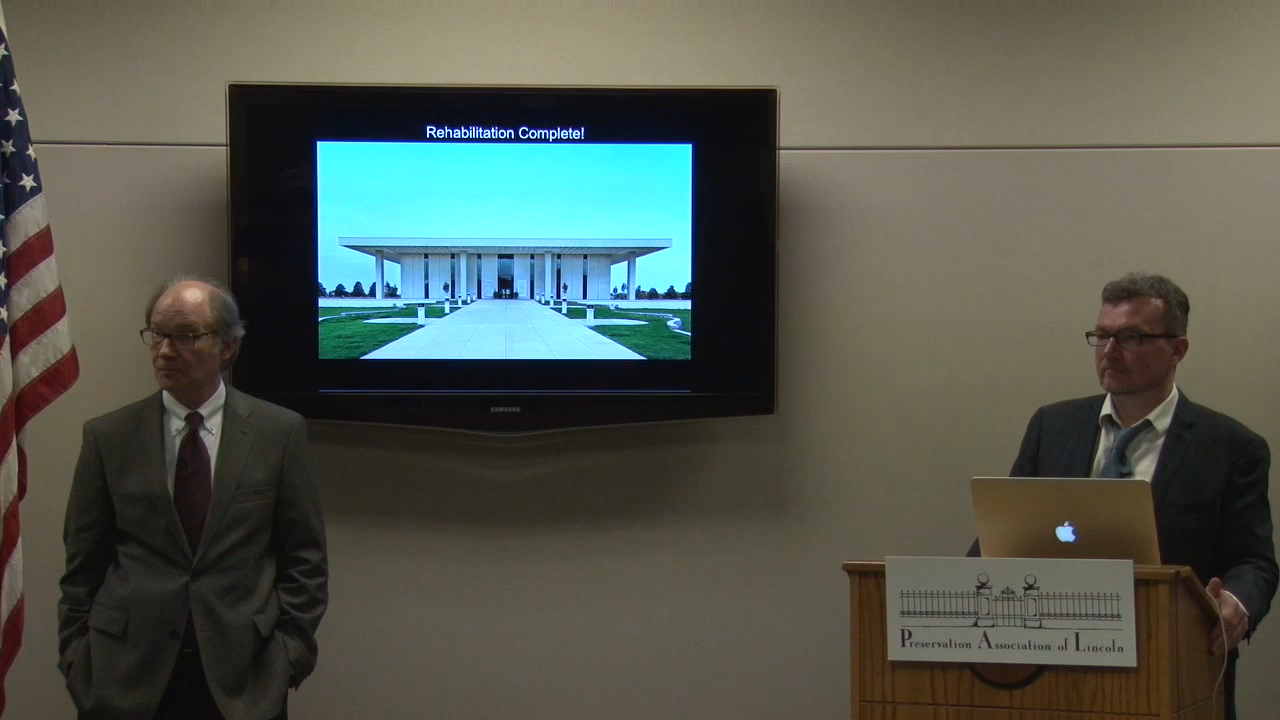 Rehabilitation Complete!
SAMSUNG
Preservation Association of Lincoln